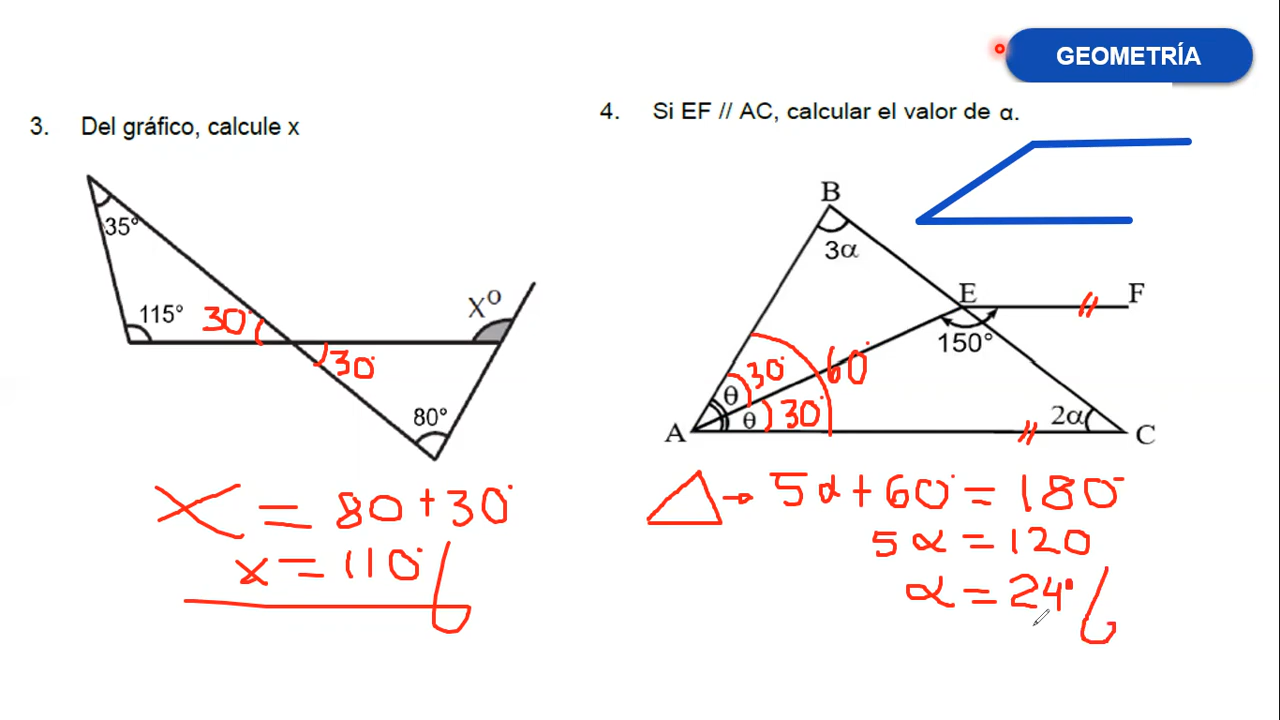 GEOMETRÍA
3. Del gráfico, calcule x
35°
115°
30°
30°
X°
80°
x = 80 + 30°
x = 110°
4. Si EF // AC, calcular el valor de α.
B
3α
E
F
150°
60°
30°
θ
θ
30°
A
2α
C
5α + 60° = 180°
5α = 120
α = 24°